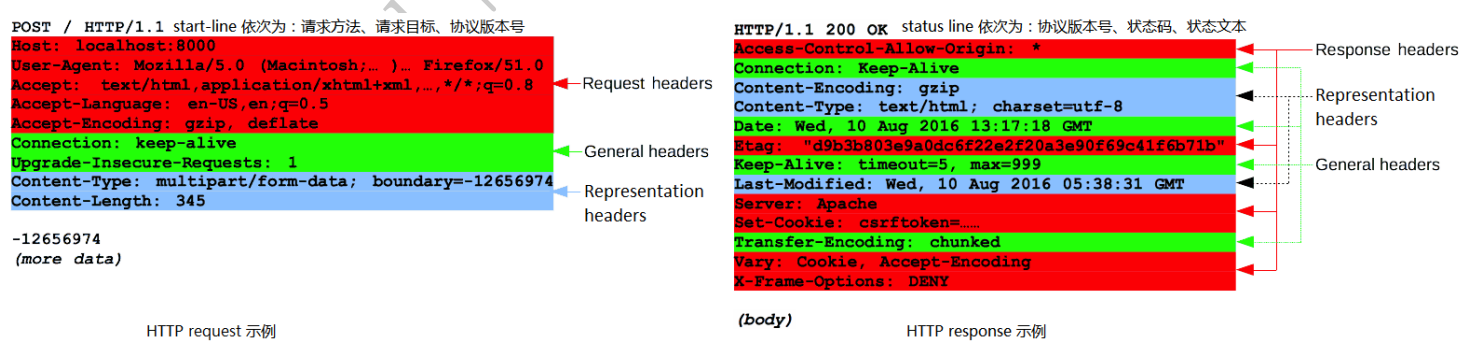 POST / HTTP/1.1 start-line 依次为：请求方法、请求目标、协议版本号
Host: localhost:8000
User-Agent: Mozilla/5.0 (Macintosh;… )… Firefox/51.0
Accept: text/html,application/xhtml+xml,…,*/*;q=0.8
Accept-Language: en-US,en;q=0.5
Accept-Encoding: gzip, deflate
Connection: keep-alive
Upgrade-Insecure-Requests: 1
Content-Type: multipart/form-data; boundary=-12656974
Content-Length: 345
-12656974
(more data)
Request headers
General headers
Representation
headers
HTTP request 示例
HTTP/1.1 200 OK status line 依次为：协议版本号、状态码、状态文本
Access-Control-Allow-Origin: *
Connection: Keep-Alive
Content-Encoding: gzip
Content-Type: text/html; charset=utf-8
Date: Wed, 10 Aug 2016 13:17:18 GMT
Etag: "d9b3b803e9a0dc6f22e2f20a3e90f69c41f6b71b"
Keep-Alive: timeout=5, max=999
Last-Modified: Wed, 10 Aug 2016 05:38:31 GMT
Server: Apache
Set-Cookie: csrftoken=……
Transfer-Encoding: chunked
Vary: Cookie, Accept-Encoding
X-Frame-Options: DENY
(body)
Response headers
Representation
headers
General headers
HTTP response 示例